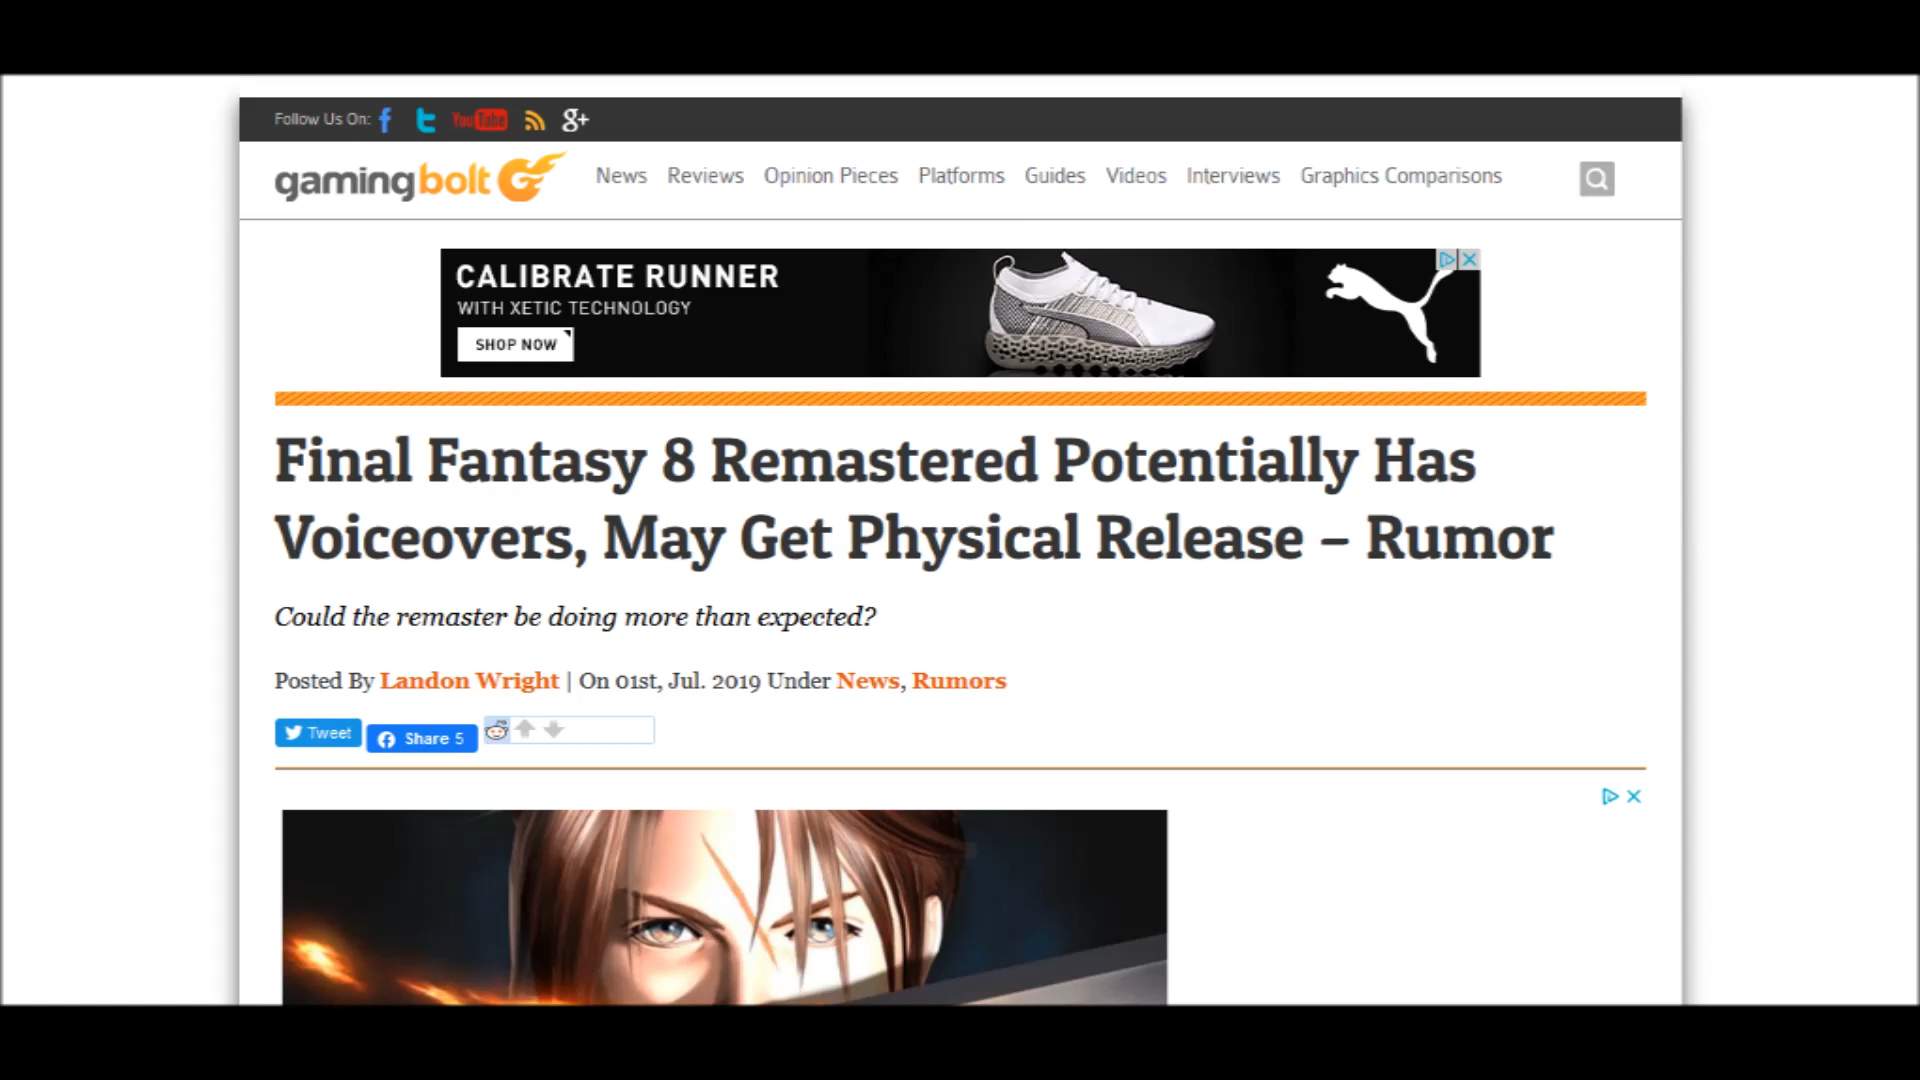 Follow Us On: f t YouTube g+
gamingbolt G News Reviews Opinion Pieces Platforms Guides Videos Interviews Graphics Comparisons
CALIBRATE RUNNER
WITH XETIC TECHNOLOGY
SHOP NOW
Final Fantasy 8 Remastered Potentially Has
Voiceovers, May Get Physical Release – Rumor
Could the remaster be doing more than expected?
Posted By Landon Wright | On 01st, Jul. 2019 Under News, Rumors
Tweet Share 5